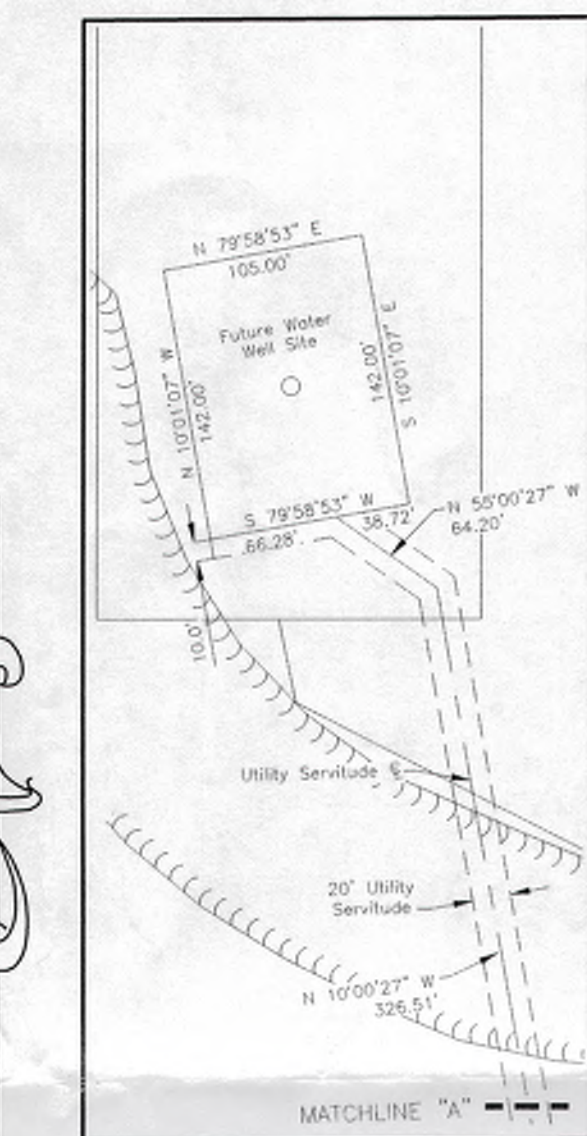 N 79°58'53" E
105.00'
Future Water
Well Site
N 10°01'07" W
142.00'
142.00'
S 10°01'07" E
S 79°58'53" W
38.72'
66.28'
N 55°00'27" W
64.20'
10.0'
Utility Servitude ℄
20' Utility
Servitude
N 10°00'27" W
326.51'
MATCHLINE "A"